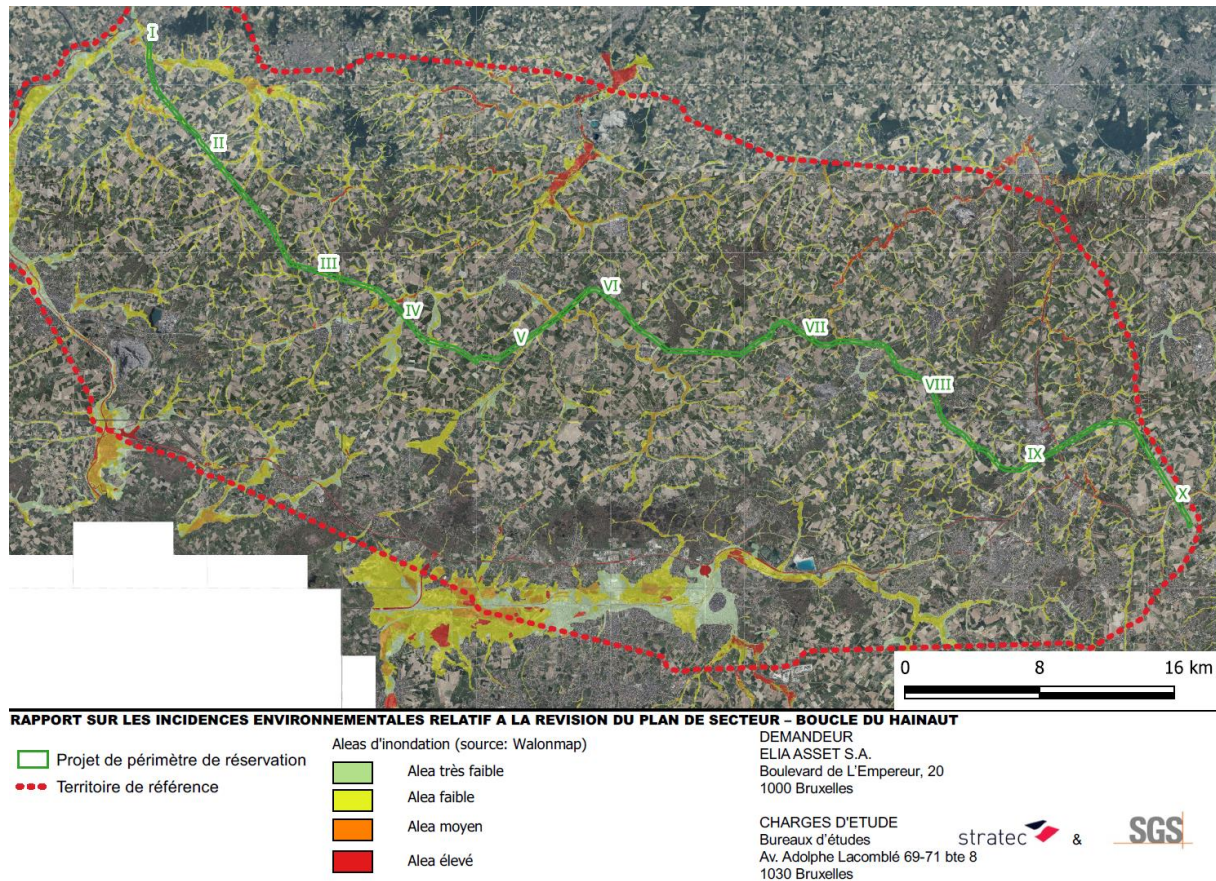 I
II
III
IV
V
VI
VII
VIII
IX
X
0 8 16 km
RAPPORT SUR LES INCIDENCES ENVIRONNEMENTALES RELATIF A LA REVISION DU PLAN DE SECTEUR – BOUCLE DU HAINAUT
Projet de périmètre de réservation
Territoire de référence
Aleas d'inondation (source: Walonmap)
Alea très faible
Alea faible
Alea moyen
Alea élevé
DEMANDEUR
ELIA ASSET S.A.
Boulevard de L'Empereur, 20
1000 Bruxelles
CHARGES D'ETUDE
Bureaux d'études
Av. Adolphe Lacomblé 69-71 bte 8
1030 Bruxelles
stratec & SGS